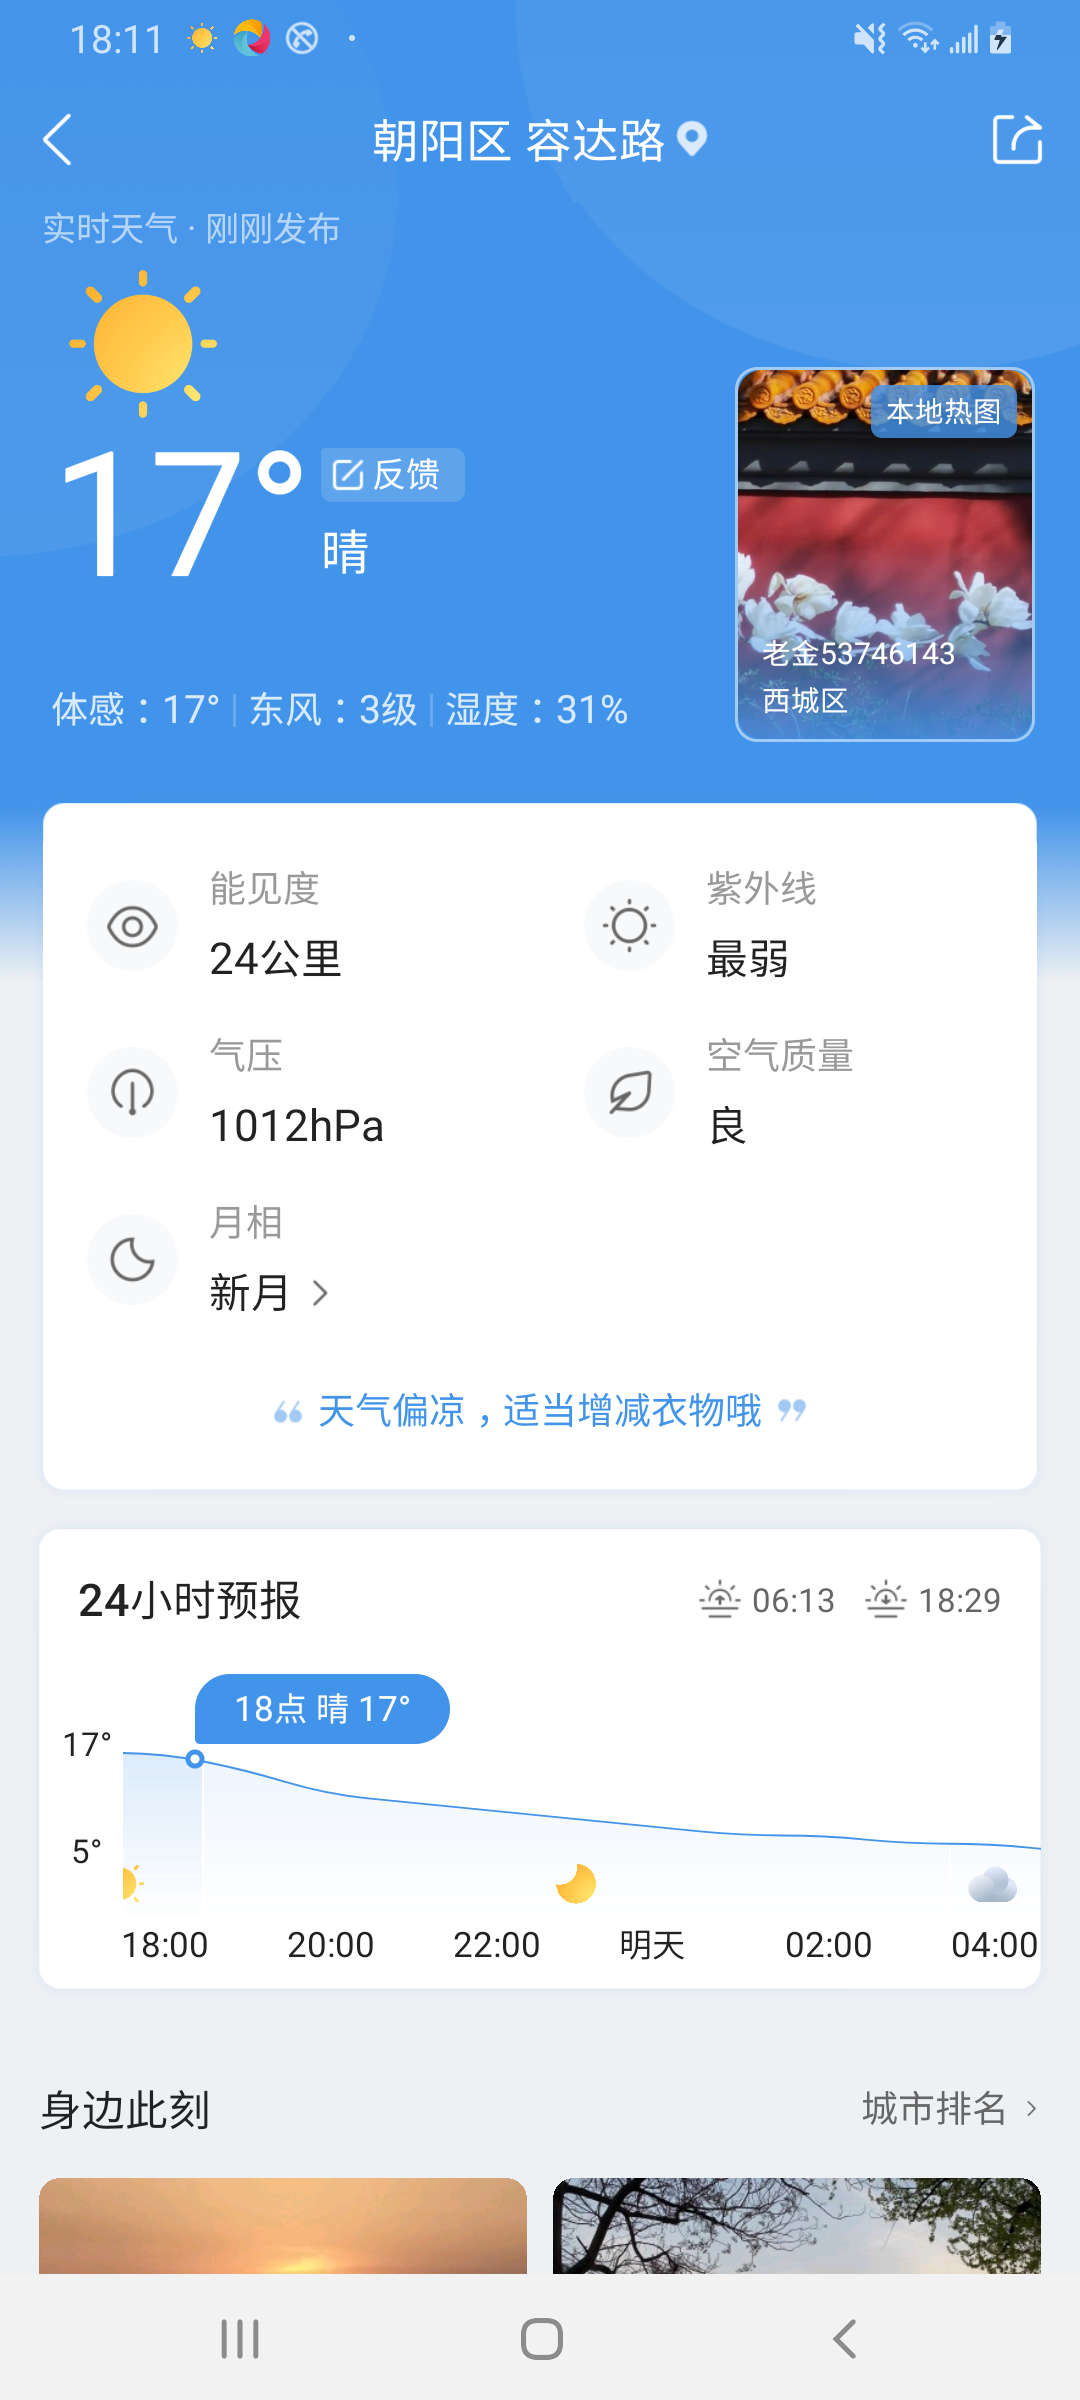 18:11
朝阳区 容达路
实时天气 · 刚刚发布
本地热图
17°
反馈
晴
老金53746143
西城区
体感：17° 东风：3级 湿度：31%
能见度
24公里
紫外线
最弱
气压
1012hPa
空气质量
良
月相
新月
天气偏凉，适当增减衣物哦
24小时预报
06:13
18:29
18点 晴 17°
17°
5°
18:00 20:00 22:00 明天 02:00 04:00
身边此刻
城市排名